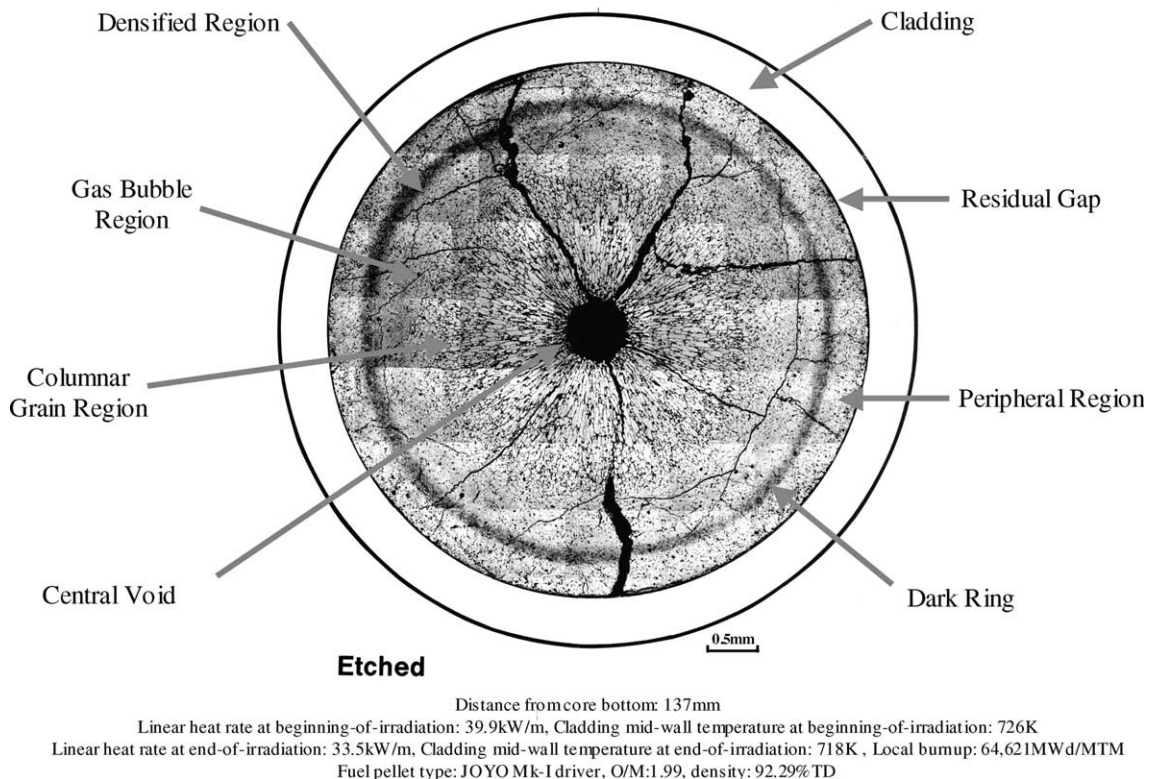 Densified Region
Cladding
Gas Bubble
Region
Residual Gap
Columnar
Grain Region
Peripheral Region
Central Void
Dark Ring
0.5mm
Etched
Distance from core bottom: 137mm
Linear heat rate at beginning-of-irradiation: 39.9kW/m, Cladding mid-wall temperature at beginning-of-irradiation: 726K
Linear heat rate at end-of-irradiation: 33.5kW/m, Cladding mid-wall temperature at end-of-irradiation: 718K , Local burnup: 64,621MWd/MTM
Fuel pellet type: JOYO Mk-I driver, O/M:1.99, density: 92.29%TD